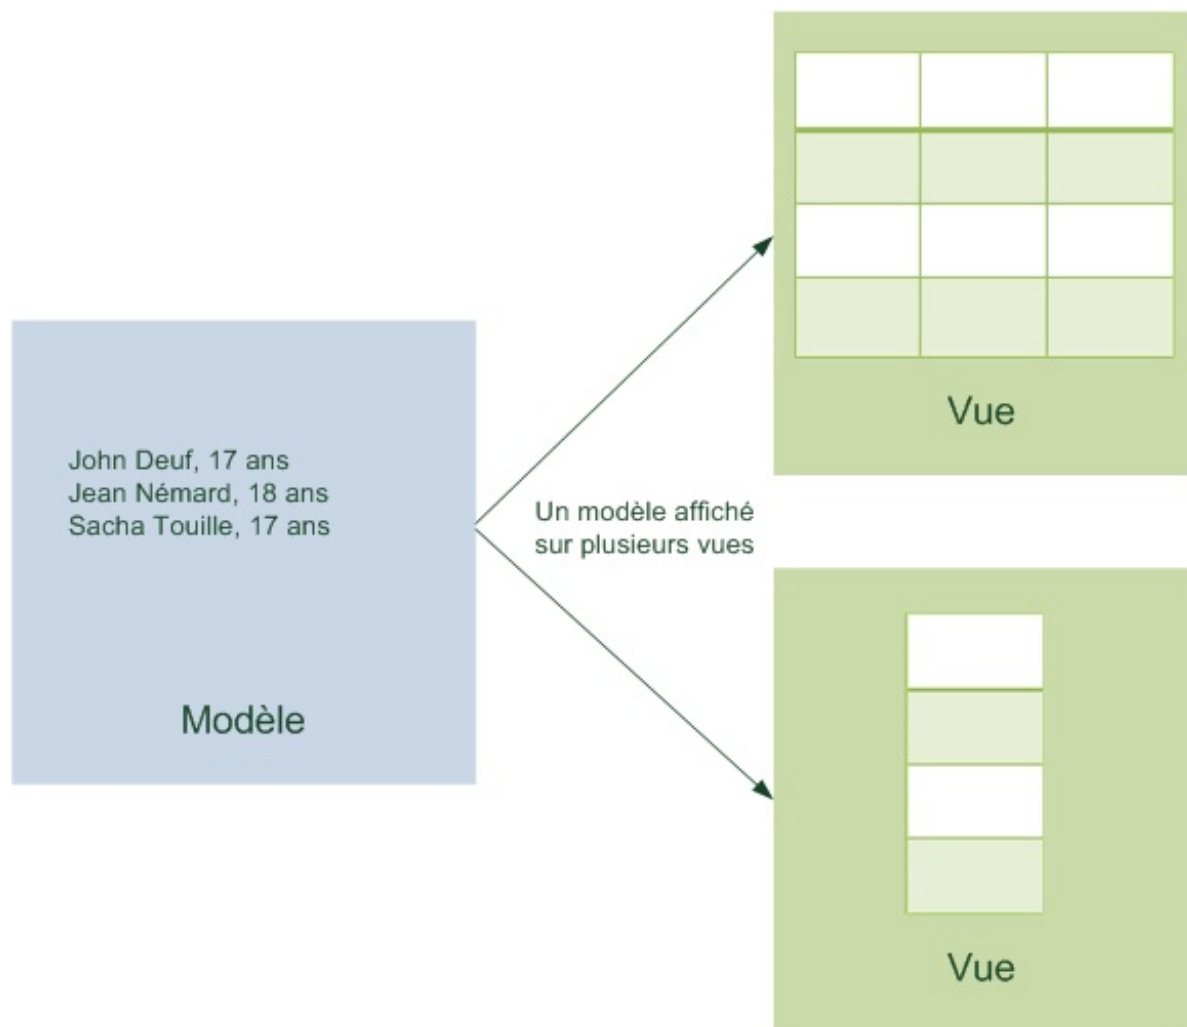 John Deuf, 17 ans
Jean Némard, 18 ans
Sacha Touille, 17 ans
Modèle
Un modèle affiché
sur plusieurs vues
Vue
Vue